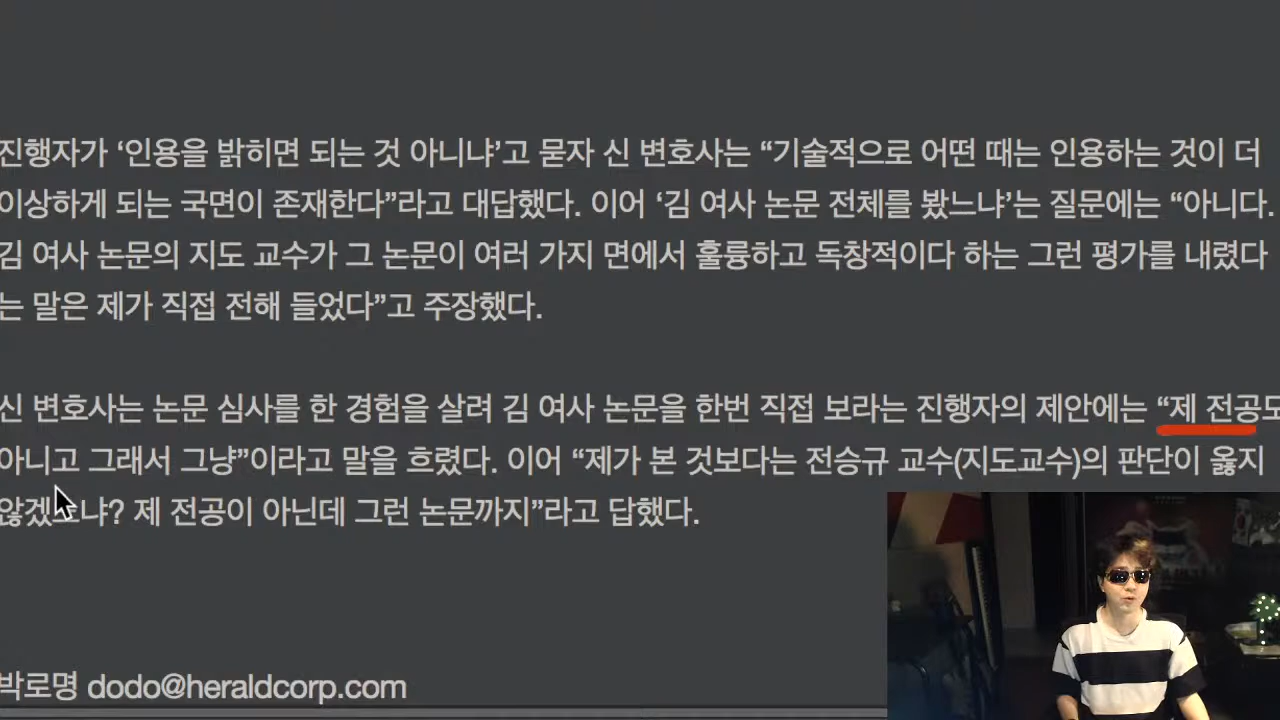 진행자가 ‘인용을 밝히면 되는 것 아니냐’고 묻자 신 변호사는 “기술적으로 어떤 때는 인용하는 것이 더
이상하게 되는 국면이 존재한다”라고 대답했다. 이어 ‘김 여사 논문 전체를 봤느냐’는 질문에는 “아니다.
김 여사 논문의 지도 교수가 그 논문이 여러 가지 면에서 훌륭하고 독창적이다 하는 그런 평가를 내렸다
는 말은 제가 직접 전해 들었다”고 주장했다.
신 변호사는 논문 심사를 한 경험을 살려 김 여사 논문을 한번 직접 보라는 진행자의 제안에는 “제 전공도
아니고 그래서 그냥”이라고 말을 흐렸다. 이어 “제가 본 것보다는 전승규 교수(지도교수)의 판단이 옳지
않겠느냐? 제 전공이 아닌데 그런 논문까지”라고 답했다.
박로명 dodo@heraldcorp.com